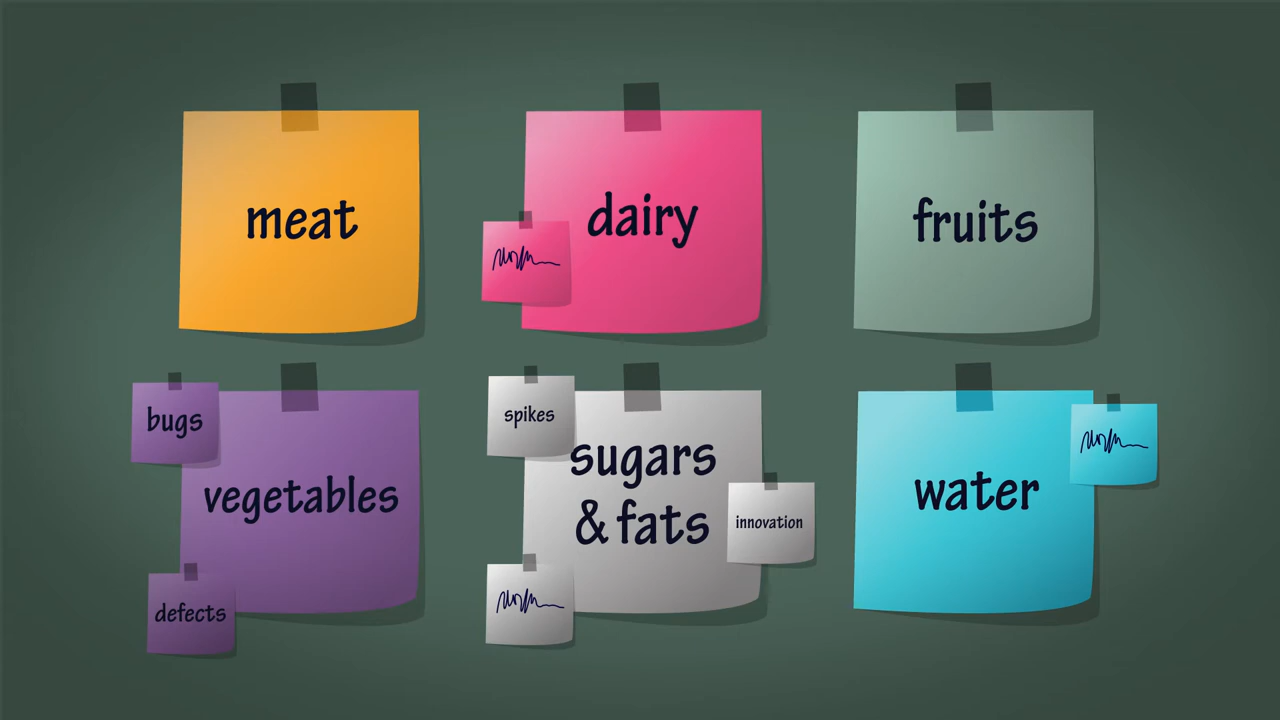 meat
dairy
fruits
bugs
vegetables
defects
spikes
sugars
& fats
innovation
water